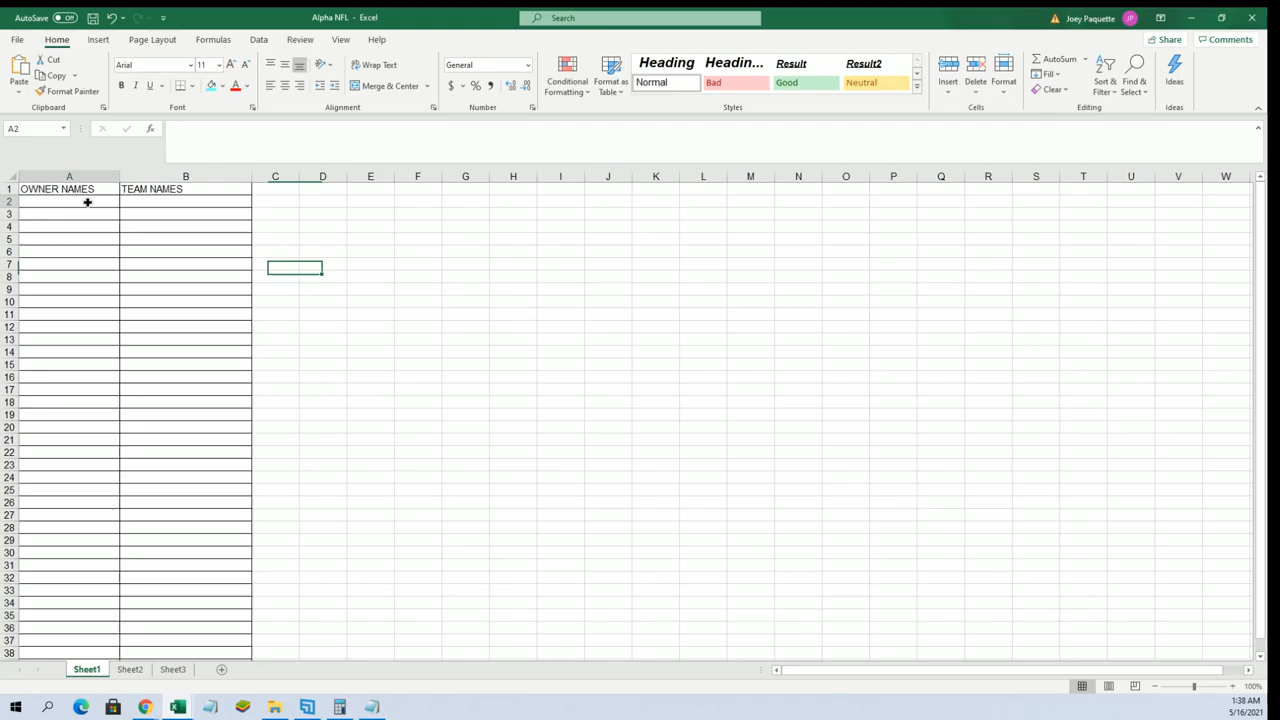 AutoSave Off Alpha NFL - Excel Search Joey Paquette JP
File Home Insert Page Layout Formulas Data Review View Help Share Comments
Cut
Copy
Format Painter
Paste
Clipboard
Arial 11
B I U
Font
Wrap Text
Merge & Center
Alignment
General
$ % 9
Number
Conditional Formatting
Format as Table
Heading Headin... Result Result2
Normal Bad Good Neutral
Styles
Insert Delete Format
Cells
AutoSum
Fill
Clear
Sort & Filter
Find & Select
Editing
Ideas
Ideas
A2 fx
A B C D E F G H I J K L M N O P Q R S T U V W
1 OWNER NAMES TEAM NAMES
2
3
4
5
6
7
8
9
10
11
12
13
14
15
16
17
18
19
20
21
22
23
24
25
26
27
28
29
30
31
32
33
34
35
36
37
38
Sheet1 Sheet2 Sheet3
100%
1:38 AM
5/16/2021